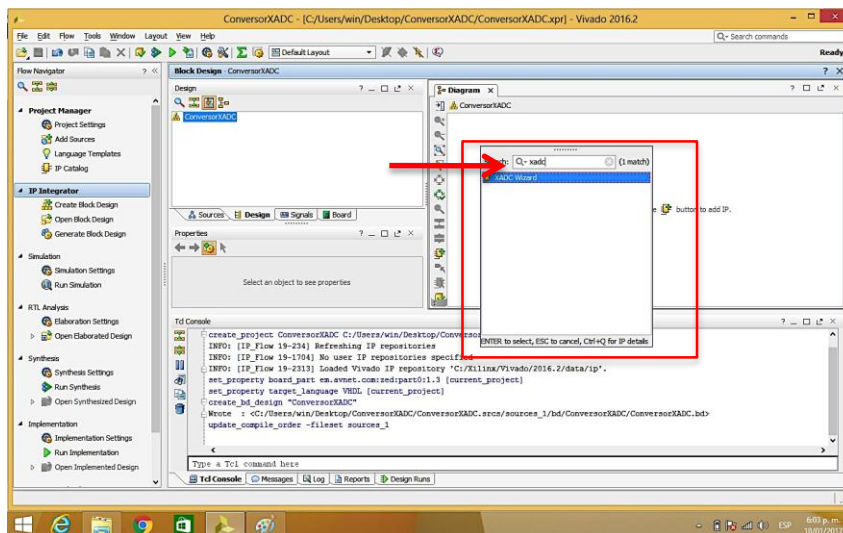 ConversorXADC - [C:/Users/win/Desktop/ConversorXADC/ConversorXADC.xpr] - Vivado 2016.2
File Edit Flow Tools Window Layout View Help
Search commands
Default Layout
Ready
Flow Navigator
Project Manager
Project Settings
Add Sources
Language Templates
IP Catalog
IP Integrator
Create Block Design
Open Block Design
Generate Block Design
Simulation
Simulation Settings
Run Simulation
RTL Analysis
Elaboration Settings
Open Elaborated Design
Synthesis
Synthesis Settings
Run Synthesis
Open Synthesized Design
Implementation
Implementation Settings
Run Implementation
Open Implemented Design
Block Design - ConversorXADC
Design
ConversorXADC
Sources Design Signals Board
Properties
Select an object to see properties
Diagram
ConversorXADC
xadc (1 match)
XADC Wizard
button to add IP.
ENTER to select, ESC to cancel, Ctrl+Q for IP details
Tcl Console
create_project ConversorXADC C:/Users/win/Desktop/Conversor
INFO: [IP_Flow 19-234] Refreshing IP repositories
INFO: [IP_Flow 19-1704] No user IP repositories specified
INFO: [IP_Flow 19-2313] Loaded Vivado IP repository 'C:/Xilinx/Vivado/2016.2/data/ip'.
set_property board_part em.avnet.com:zed:part0:1.3 [current_project]
set_property target_language VHDL [current_project]
create_bd_design "ConversorXADC"
Wrote : <C:/Users/win/Desktop/ConversorXADC/ConversorXADC.srcs/sources_1/bd/ConversorXADC/ConversorXADC.bd>
update_compile_order -fileset sources_1
Type a Tcl command here
Tcl Console Messages Log Reports Design Runs
ESP
6:03 p. m.
18/01/2017